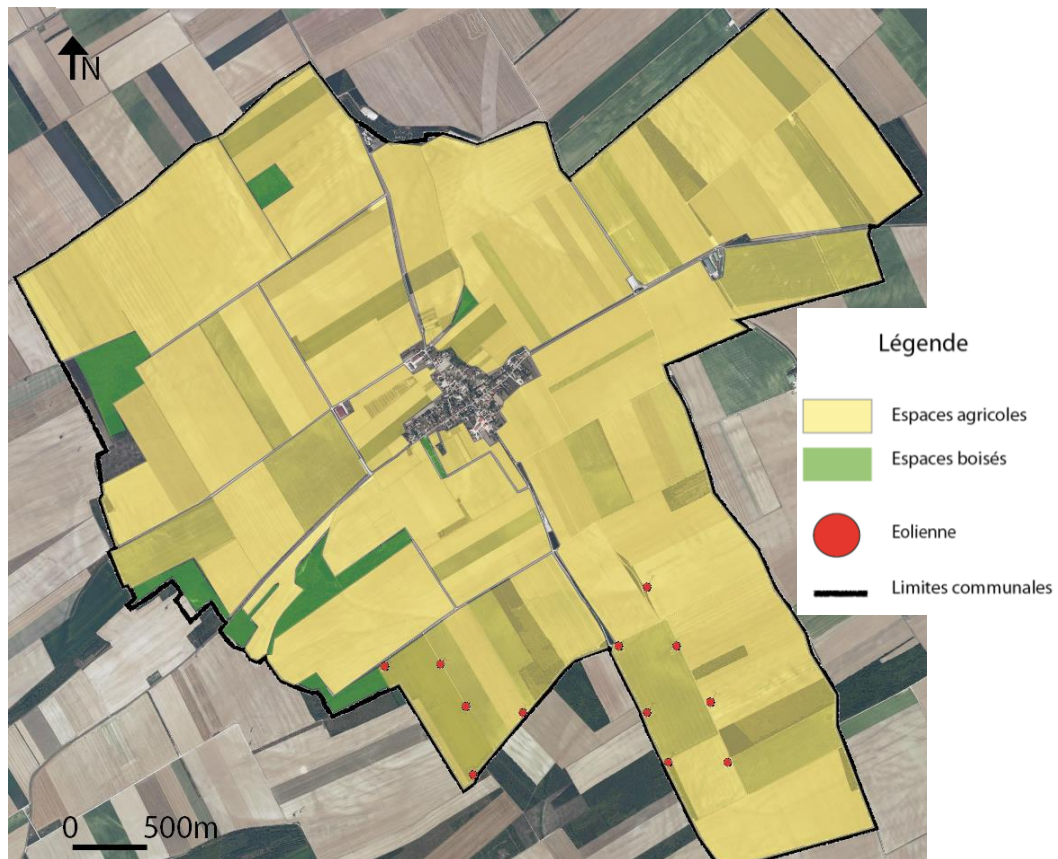 N
Légende
Espaces agricoles
Espaces boisés
Eolienne
Limites communales
0 500m